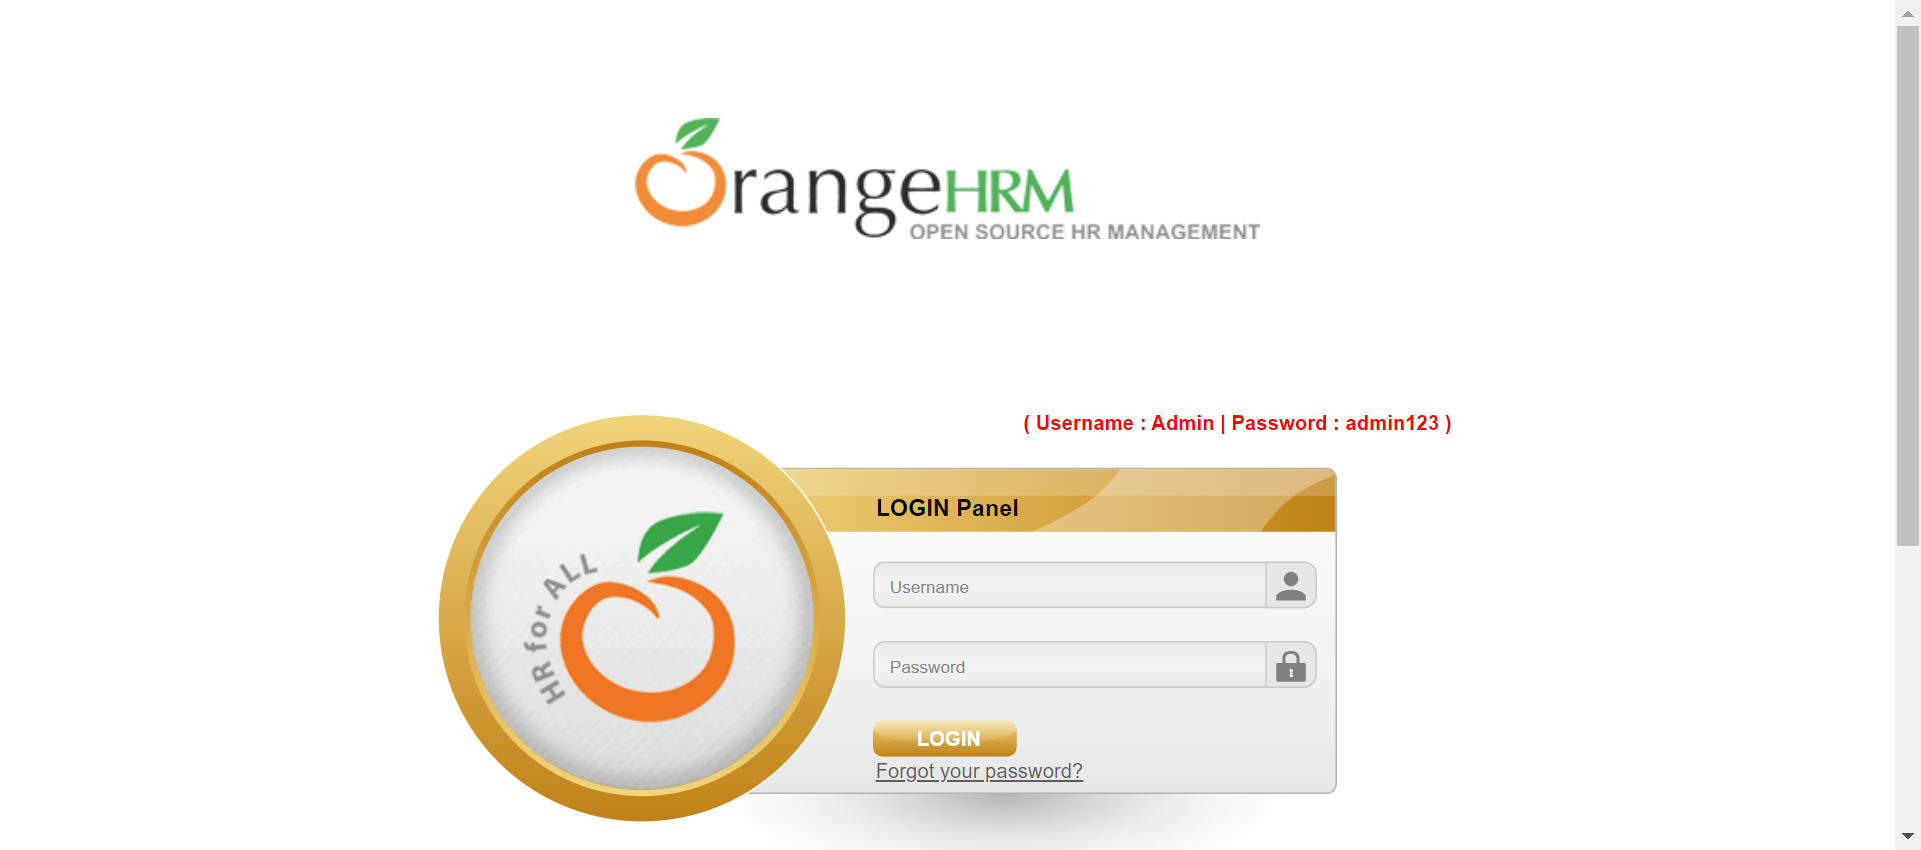 OrangeHRM
OPEN SOURCE HR MANAGEMENT
( Username : Admin | Password : admin123 )
HR for ALL
LOGIN Panel
Username
Password
LOGIN
Forgot your password?